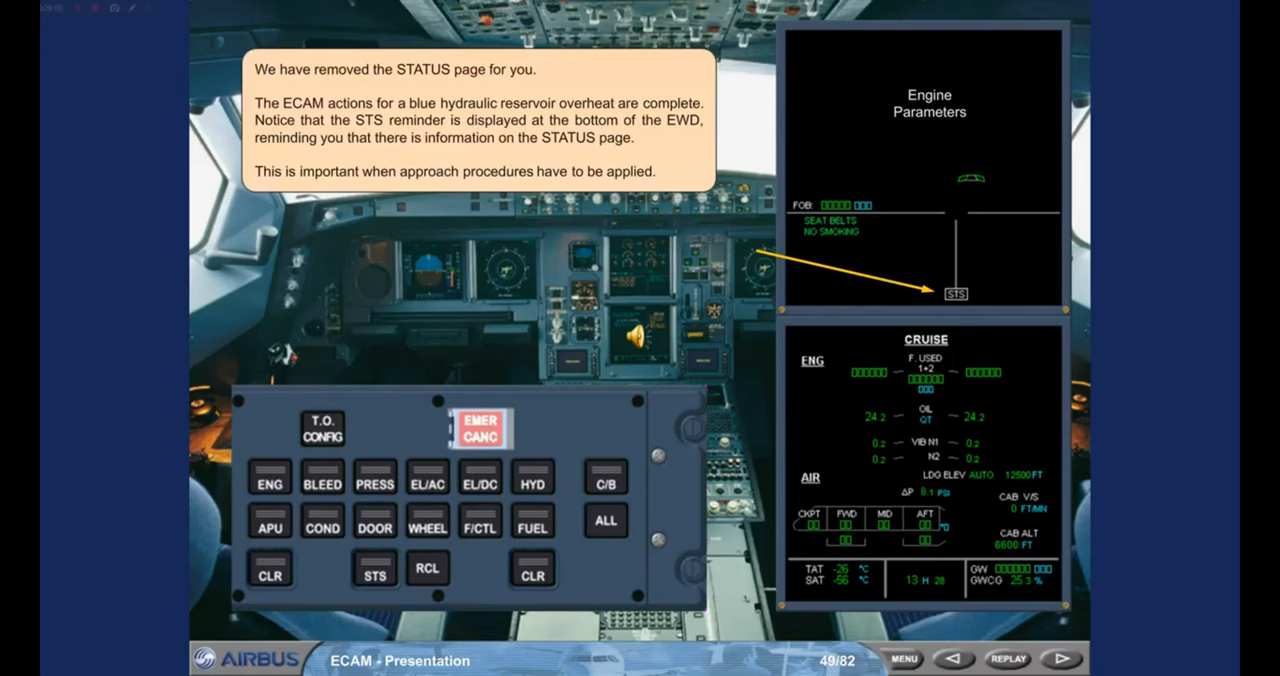 We have removed the STATUS page for you.
The ECAM actions for a blue hydraulic reservoir overheat are complete.
Notice that the STS reminder is displayed at the bottom of the EWD,
reminding you that there is information on the STATUS page.
This is important when approach procedures have to be applied.
Engine
Parameters
FOB:
SEAT BELTS
NO SMOKING
STS
CRUISE
ENG
F. USED
1+2
24.2 OIL 24.2
QT
0.2 VIB N1 0.2
0.2 N2 0.2
AIR
LDG ELEV AUTO 12500 FT
ΔP 8.1 PSI
CAB V/S
0 FT/MN
CKPT FWD MID AFT
CAB ALT
6600 FT
TAT -26 °C
SAT -56 °C
13 H 28
GW
GWCG 25.3 %
T.O.
CONFIG
EMER
CANC
ENG BLEED PRESS EL/AC EL/DC HYD C/B
APU COND DOOR WHEEL F/CTL FUEL ALL
CLR STS RCL CLR
AIRBUS
ECAM - Presentation
49/82
MENU
REPLAY